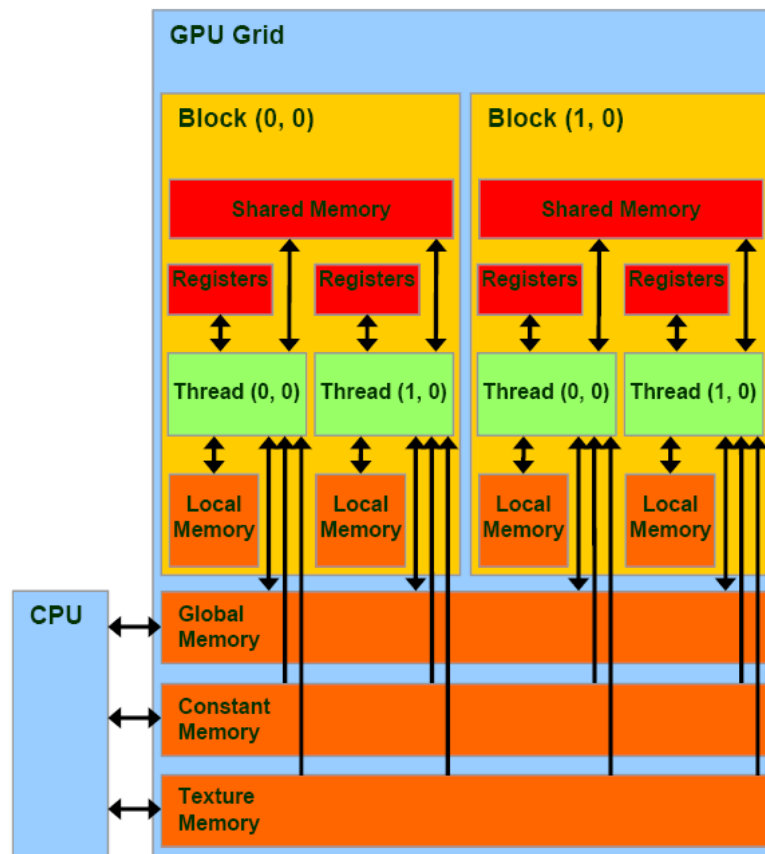 GPU Grid
Block (0, 0)
Block (1, 0)
Shared Memory
Shared Memory
Registers
Registers
Registers
Registers
Thread (0, 0)
Thread (1, 0)
Thread (0, 0)
Thread (1, 0)
Local
Memory
Local
Memory
Local
Memory
Local
Memory
CPU
Global
Memory
Constant
Memory
Texture
Memory